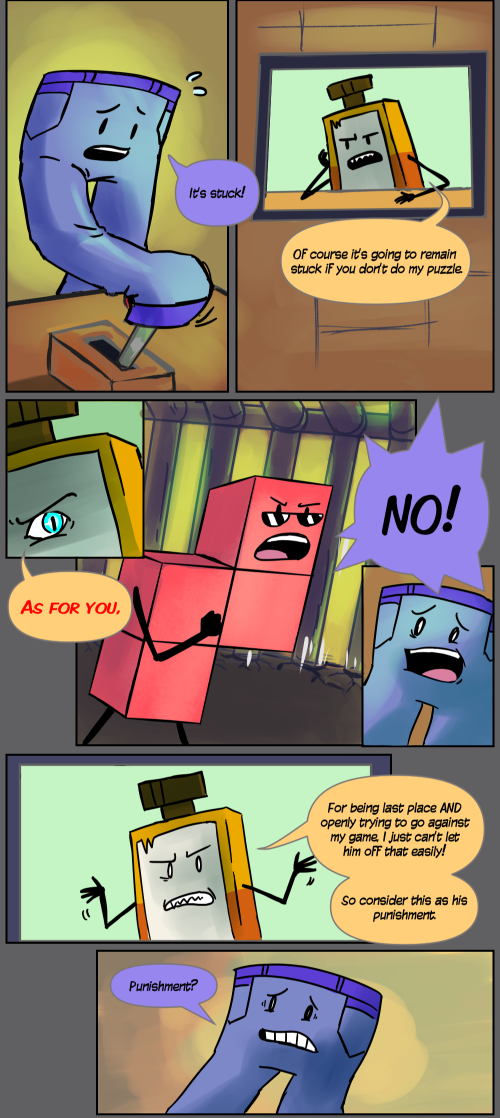 It's stuck!
Of course it's going to remain
stuck if you don't do my puzzle.
As for you,
NO!
For being last place AND
openly trying to go against
my game, I just can't let
him off that easily!
So consider this as his
punishment.
Punishment?